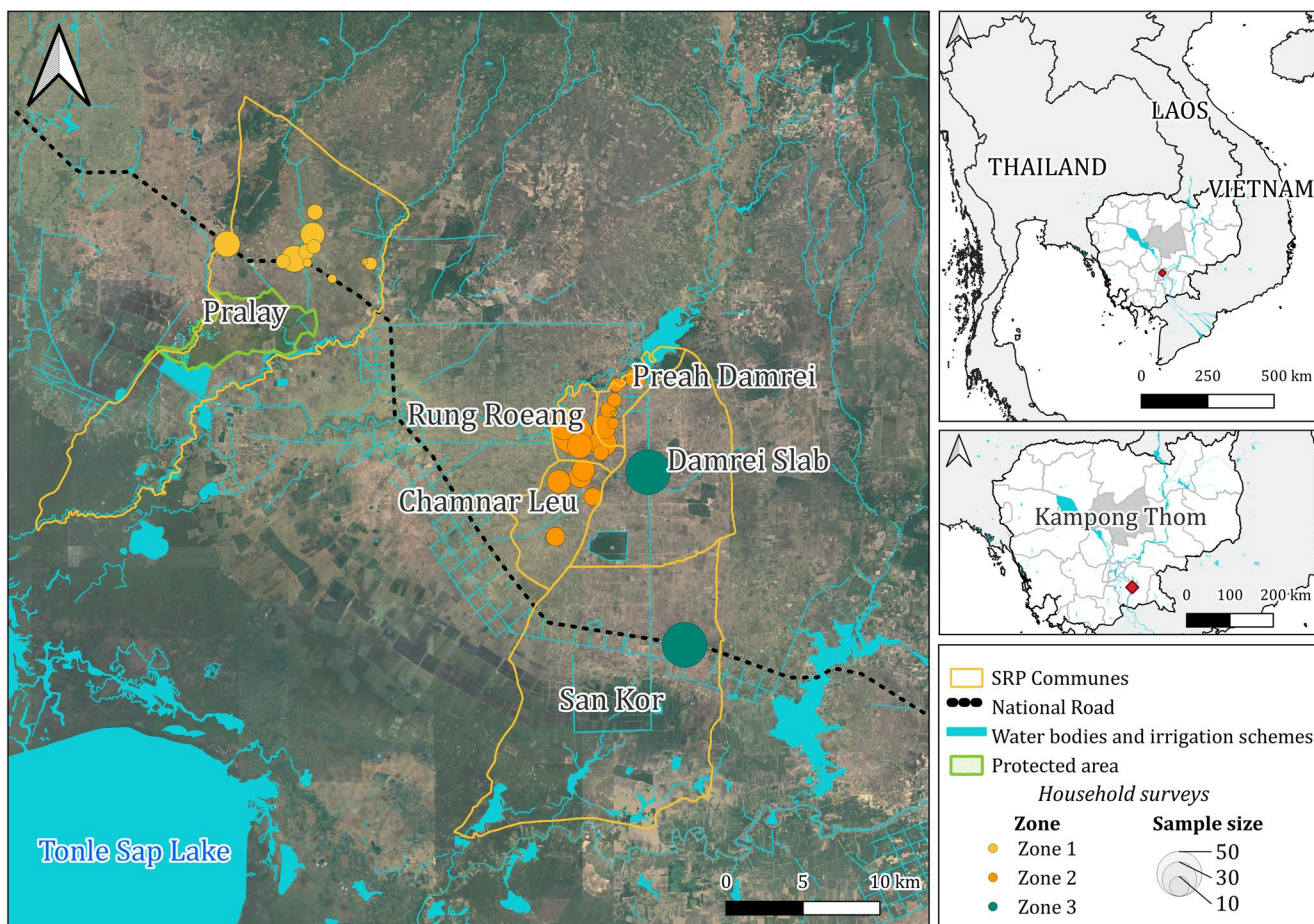 Pralay
Preah Damrei
Rung Roeang
Damrei Slab
Chamnar Leu
San Kor
Tonle Sap Lake
0 5 10 km
LAOS
THAILAND
VIETNAM
0 250 500 km
Kampong Thom
0 100 200 km
SRP Communes
National Road
Water bodies and irrigation schemes
Protected area
Household surveys
Zone Sample size
Zone 1
Zone 2
Zone 3
50
30
10